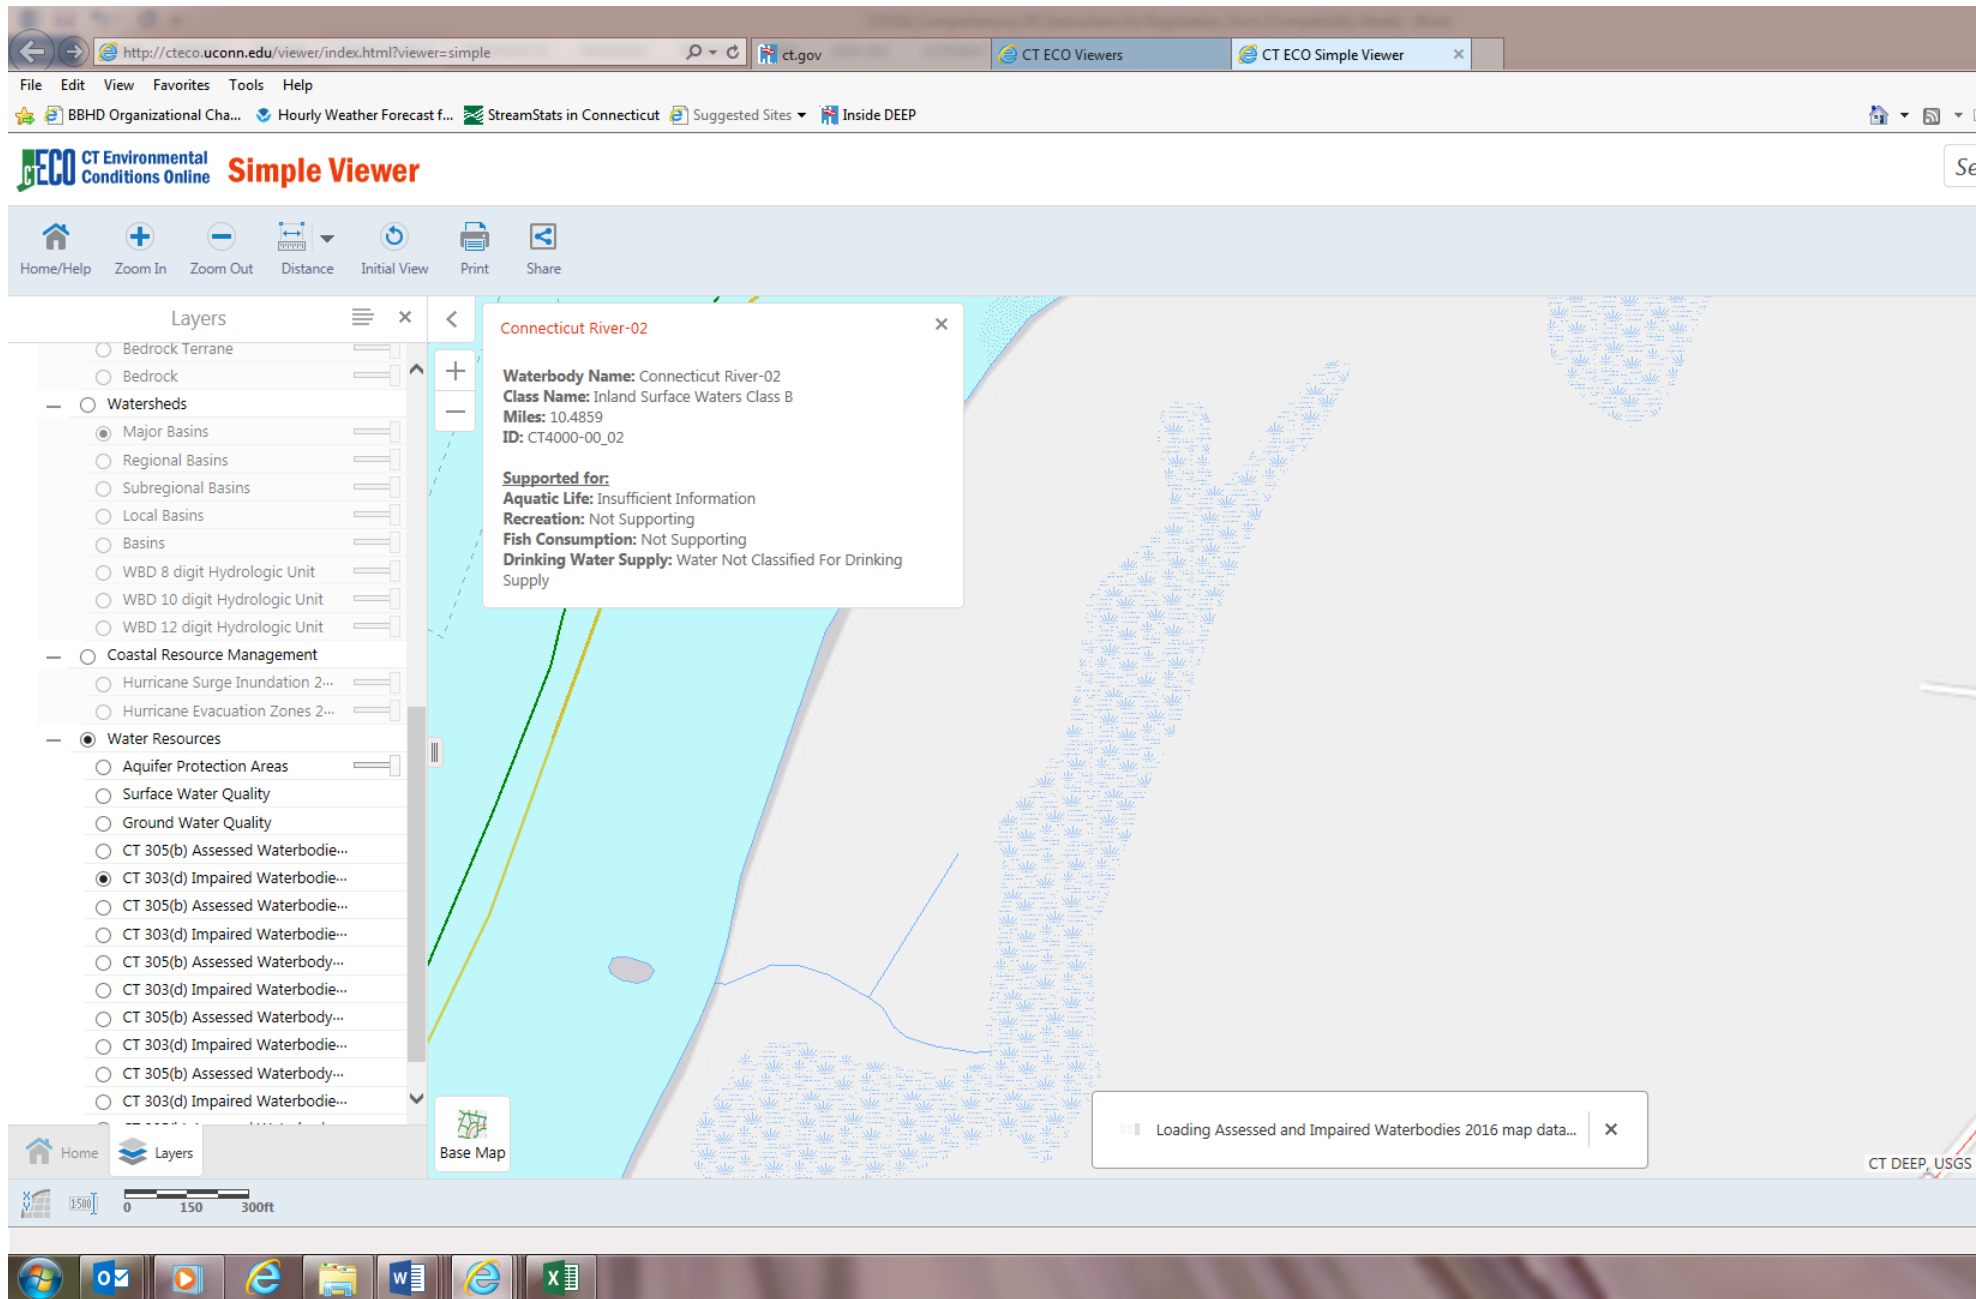 http://cteco.uconn.edu/viewer/index.html?viewer=simple
ct.gov
CT ECO Viewers
CT ECO Simple Viewer
File Edit View Favorites Tools Help
BBHD Organizational Cha... Hourly Weather Forecast f... StreamStats in Connecticut Suggested Sites Inside DEEP
CT ECO CT Environmental
Conditions Online
Simple Viewer
Se
Home/Help Zoom In Zoom Out Distance Initial View Print Share
Layers
Bedrock Terrane
Bedrock
Watersheds
Major Basins
Regional Basins
Subregional Basins
Local Basins
Basins
WBD 8 digit Hydrologic Unit
WBD 10 digit Hydrologic Unit
WBD 12 digit Hydrologic Unit
Coastal Resource Management
Hurricane Surge Inundation 2...
Hurricane Evacuation Zones 2...
Water Resources
Aquifer Protection Areas
Surface Water Quality
Ground Water Quality
CT 305(b) Assessed Waterbodie...
CT 303(d) Impaired Waterbodie...
CT 305(b) Assessed Waterbodie...
CT 303(d) Impaired Waterbodie...
CT 305(b) Assessed Waterbody...
CT 303(d) Impaired Waterbodie...
CT 305(b) Assessed Waterbody...
CT 303(d) Impaired Waterbodie...
CT 305(b) Assessed Waterbody...
CT 303(d) Impaired Waterbodie...
Home Layers
Connecticut River-02
Waterbody Name: Connecticut River-02
Class Name: Inland Surface Waters Class B
Miles: 10.4859
ID: CT4000-00_02
Supported for:
Aquatic Life: Insufficient Information
Recreation: Not Supporting
Fish Consumption: Not Supporting
Drinking Water Supply: Water Not Classified For Drinking
Supply
Base Map
Loading Assessed and Impaired Waterbodies 2016 map data...
CT DEEP, USGS
1:500
0 150 300ft